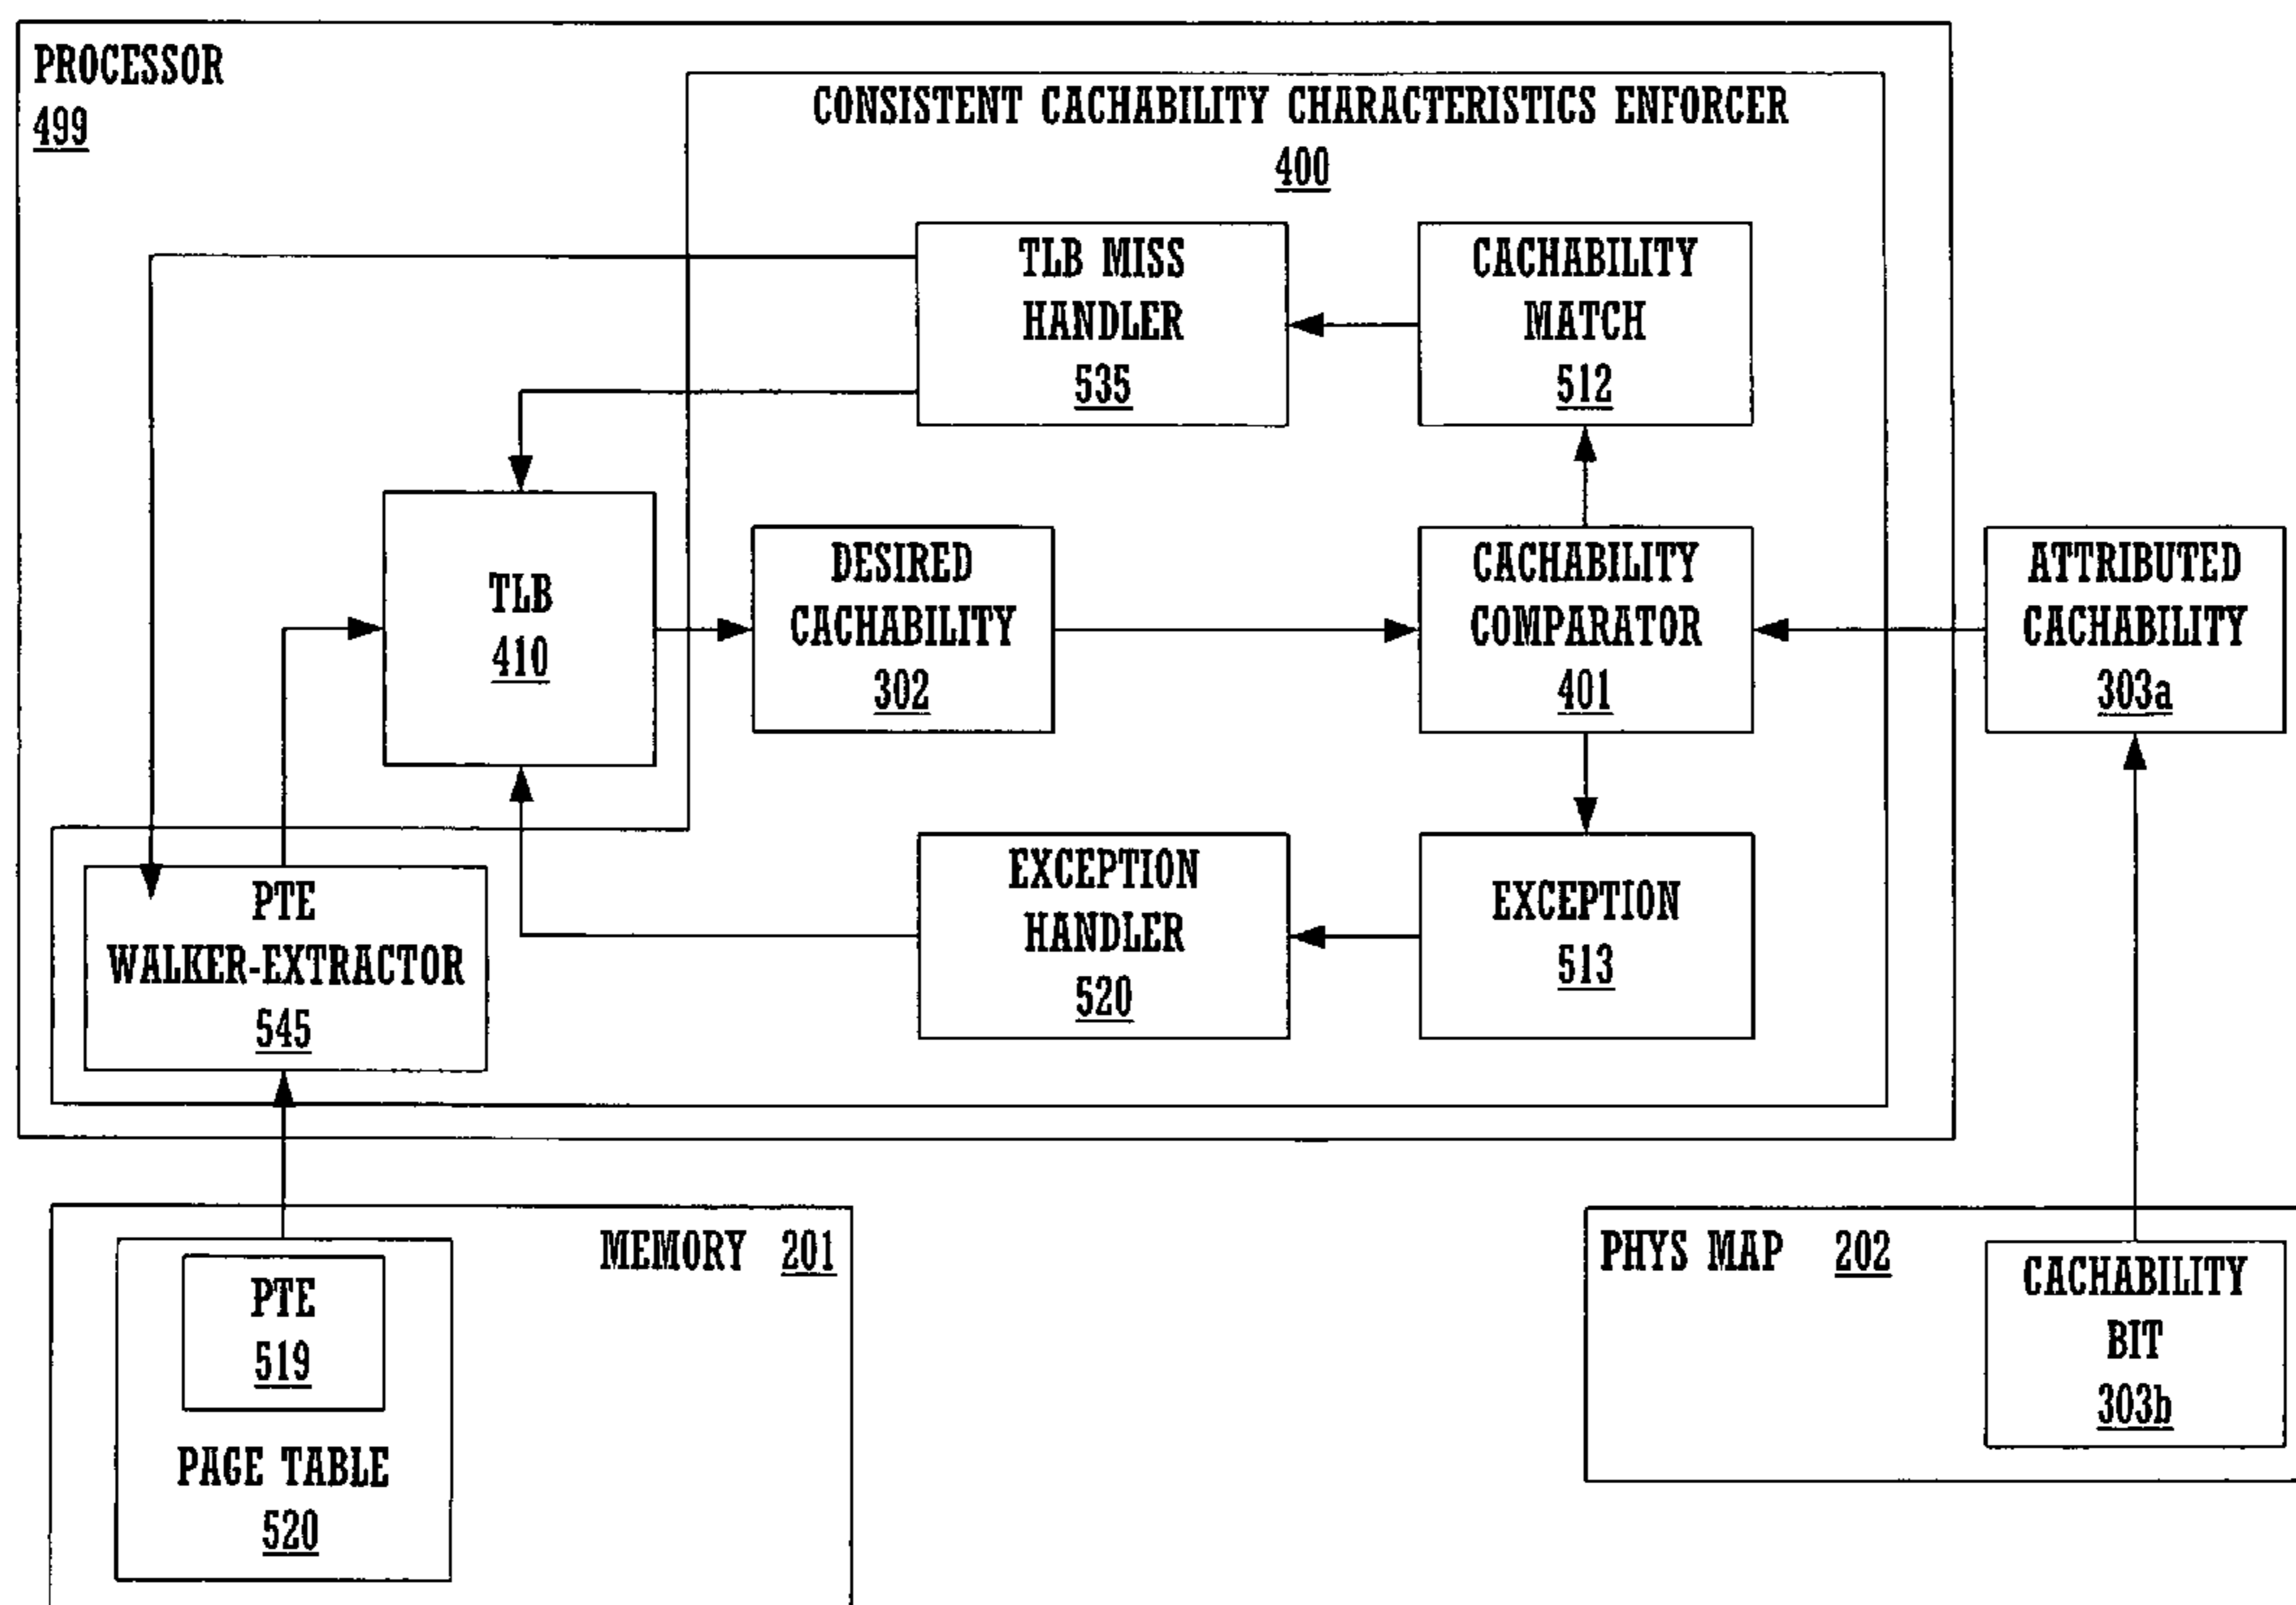 PROCESSOR
499
CONSISTENT CACHABILITY CHARACTERISTICS ENFORCER
400
TLB MISS
HANDLER
535
CACHABILITY
MATCH
512
TLB
410
DESIRED
CACHABILITY
302
CACHABILITY
COMPARATOR
401
ATTRIBUTED
CACHABILITY
303a
PTE
WALKER-EXTRACTOR
545
EXCEPTION
HANDLER
520
EXCEPTION
513
MEMORY 201
PTE
519
PAGE TABLE
520
PHYS MAP 202
CACHABILITY
BIT
303b